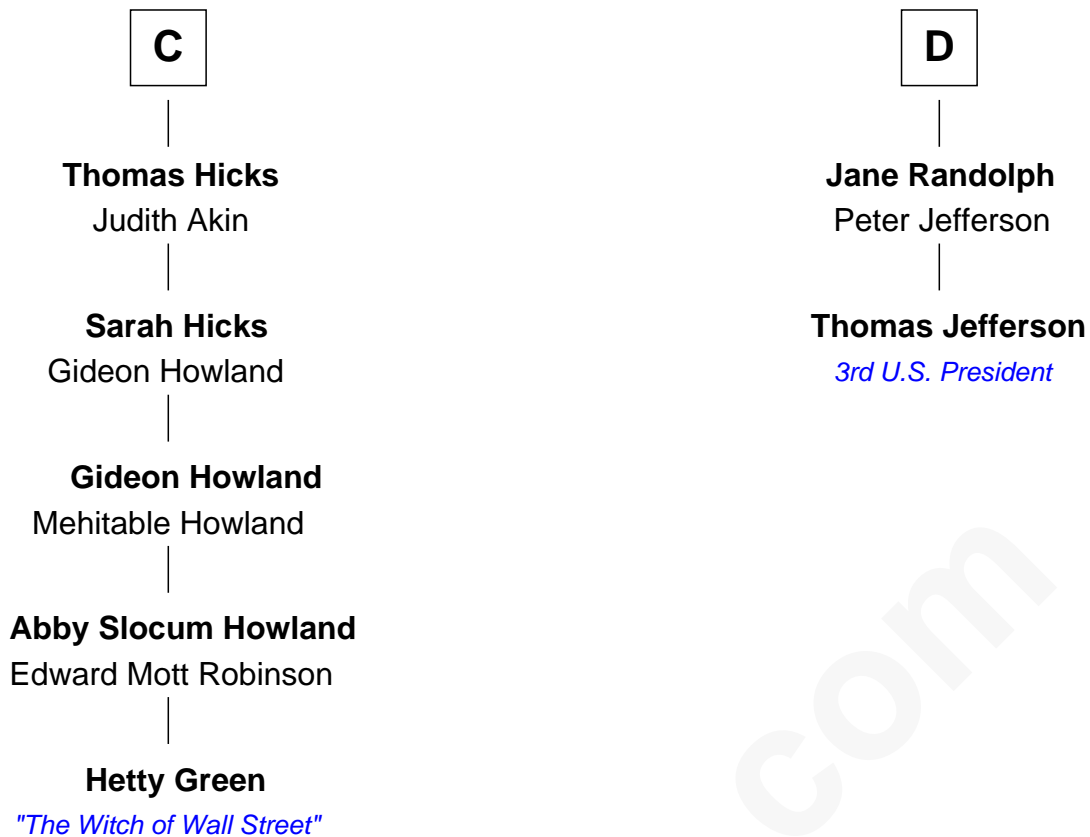 C
Thomas Hicks
Judith Akin
Sarah Hicks
Gideon Howland
Gideon Howland
Mehitable Howland
Abby Slocum Howland
Edward Mott Robinson
Hetty Green
"The Witch of Wall Street"
D
Jane Randolph
Peter Jefferson
Thomas Jefferson
3rd U.S. President
com